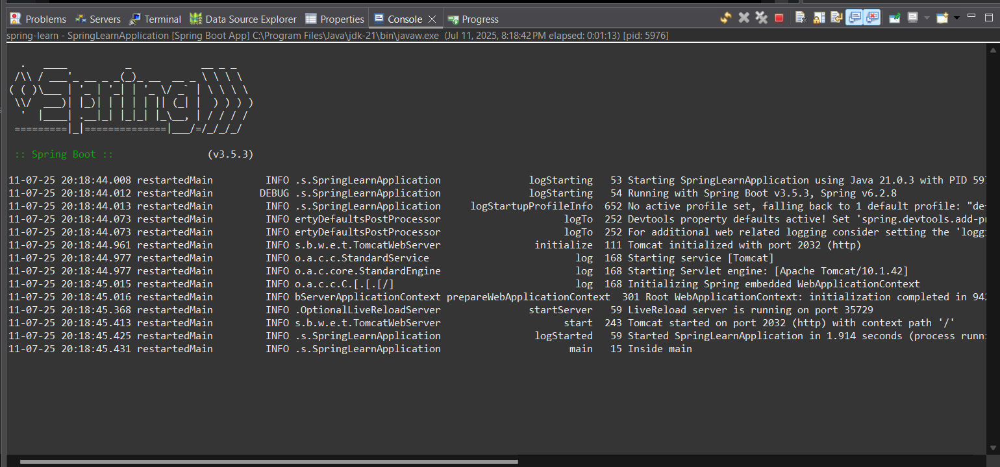 Problems Servers Terminal Data Source Explorer Properties Console Progress
spring-learn - SpringLearnApplication [Spring Boot App] C:\Program Files\Java\jdk-21\bin\javaw.exe (Jul 11, 2025, 8:18:42 PM elapsed: 0:01:13) [pid: 5976]
  .   ____          _            __ _ _
 /\\ / ___'_ __ _ _(_)_ __  __ _ \ \ \ \
( ( )\___ | '_ | '_| | '_ \/ _` | \ \ \ \
 \\/  ___)| |_)| | | | | || (_| |  ) ) ) )
  '  |____| .__|_| |_|_| |_\__, | / / / /
 =========|_|==============|___/=/_/_/_/
 :: Spring Boot ::                (v3.5.3)
11-07-25 20:18:44.008 restartedMain         INFO .s.SpringLearnApplication               logStarting   53 Starting SpringLearnApplication using Java 21.0.3 with PID 597
11-07-25 20:18:44.012 restartedMain        DEBUG .s.SpringLearnApplication               logStarting   54 Running with Spring Boot v3.5.3, Spring v6.2.8
11-07-25 20:18:44.013 restartedMain         INFO .s.SpringLearnApplication     logStartupProfileInfo  652 No active profile set, falling back to 1 default profile: "de
11-07-25 20:18:44.073 restartedMain         INFO ertyDefaultsPostProcessor                     logTo  252 Devtools property defaults active! Set 'spring.devtools.add-p
11-07-25 20:18:44.073 restartedMain         INFO ertyDefaultsPostProcessor                     logTo  252 For additional web related logging consider setting the 'loggi
11-07-25 20:18:44.961 restartedMain         INFO s.b.w.e.t.TomcatWebServer                initialize  111 Tomcat initialized with port 2032 (http)
11-07-25 20:18:44.977 restartedMain         INFO o.a.c.c.StandardService                         log  168 Starting service [Tomcat]
11-07-25 20:18:44.977 restartedMain         INFO o.a.c.core.StandardEngine                       log  168 Starting Servlet engine: [Apache Tomcat/10.1.42]
11-07-25 20:18:45.015 restartedMain         INFO o.a.c.c.C.[.[.[/]                               log  168 Initializing Spring embedded WebApplicationContext
11-07-25 20:18:45.016 restartedMain         INFO bServerApplicationContext prepareWebApplicationContext  301 Root WebApplicationContext: initialization completed in 942
11-07-25 20:18:45.368 restartedMain         INFO .OptionalLiveReloadServer               startServer   59 LiveReload server is running on port 35729
11-07-25 20:18:45.413 restartedMain         INFO s.b.w.e.t.TomcatWebServer                     start  243 Tomcat started on port 2032 (http) with context path '/'
11-07-25 20:18:45.425 restartedMain         INFO .s.SpringLearnApplication                logStarted   59 Started SpringLearnApplication in 1.914 seconds (process runn
11-07-25 20:18:45.431 restartedMain         INFO .s.SpringLearnApplication                      main   15 Inside main